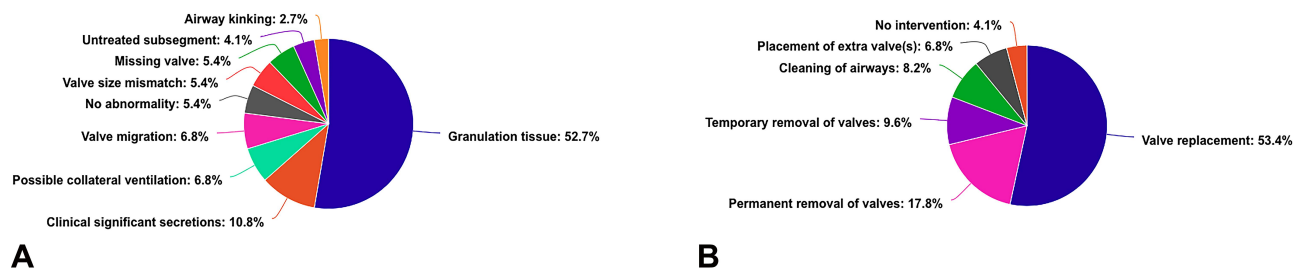 Airway kinking: 2.7%
Untreated subsegment: 4.1%
Missing valve: 5.4%
Valve size mismatch: 5.4%
No abnormality: 5.4%
Valve migration: 6.8%
Possible collateral ventilation: 6.8%
Clinical significant secretions: 10.8%
Granulation tissue: 52.7%
A
No intervention: 4.1%
Placement of extra valve(s): 6.8%
Cleaning of airways: 8.2%
Temporary removal of valves: 9.6%
Permanent removal of valves: 17.8%
Valve replacement: 53.4%
B